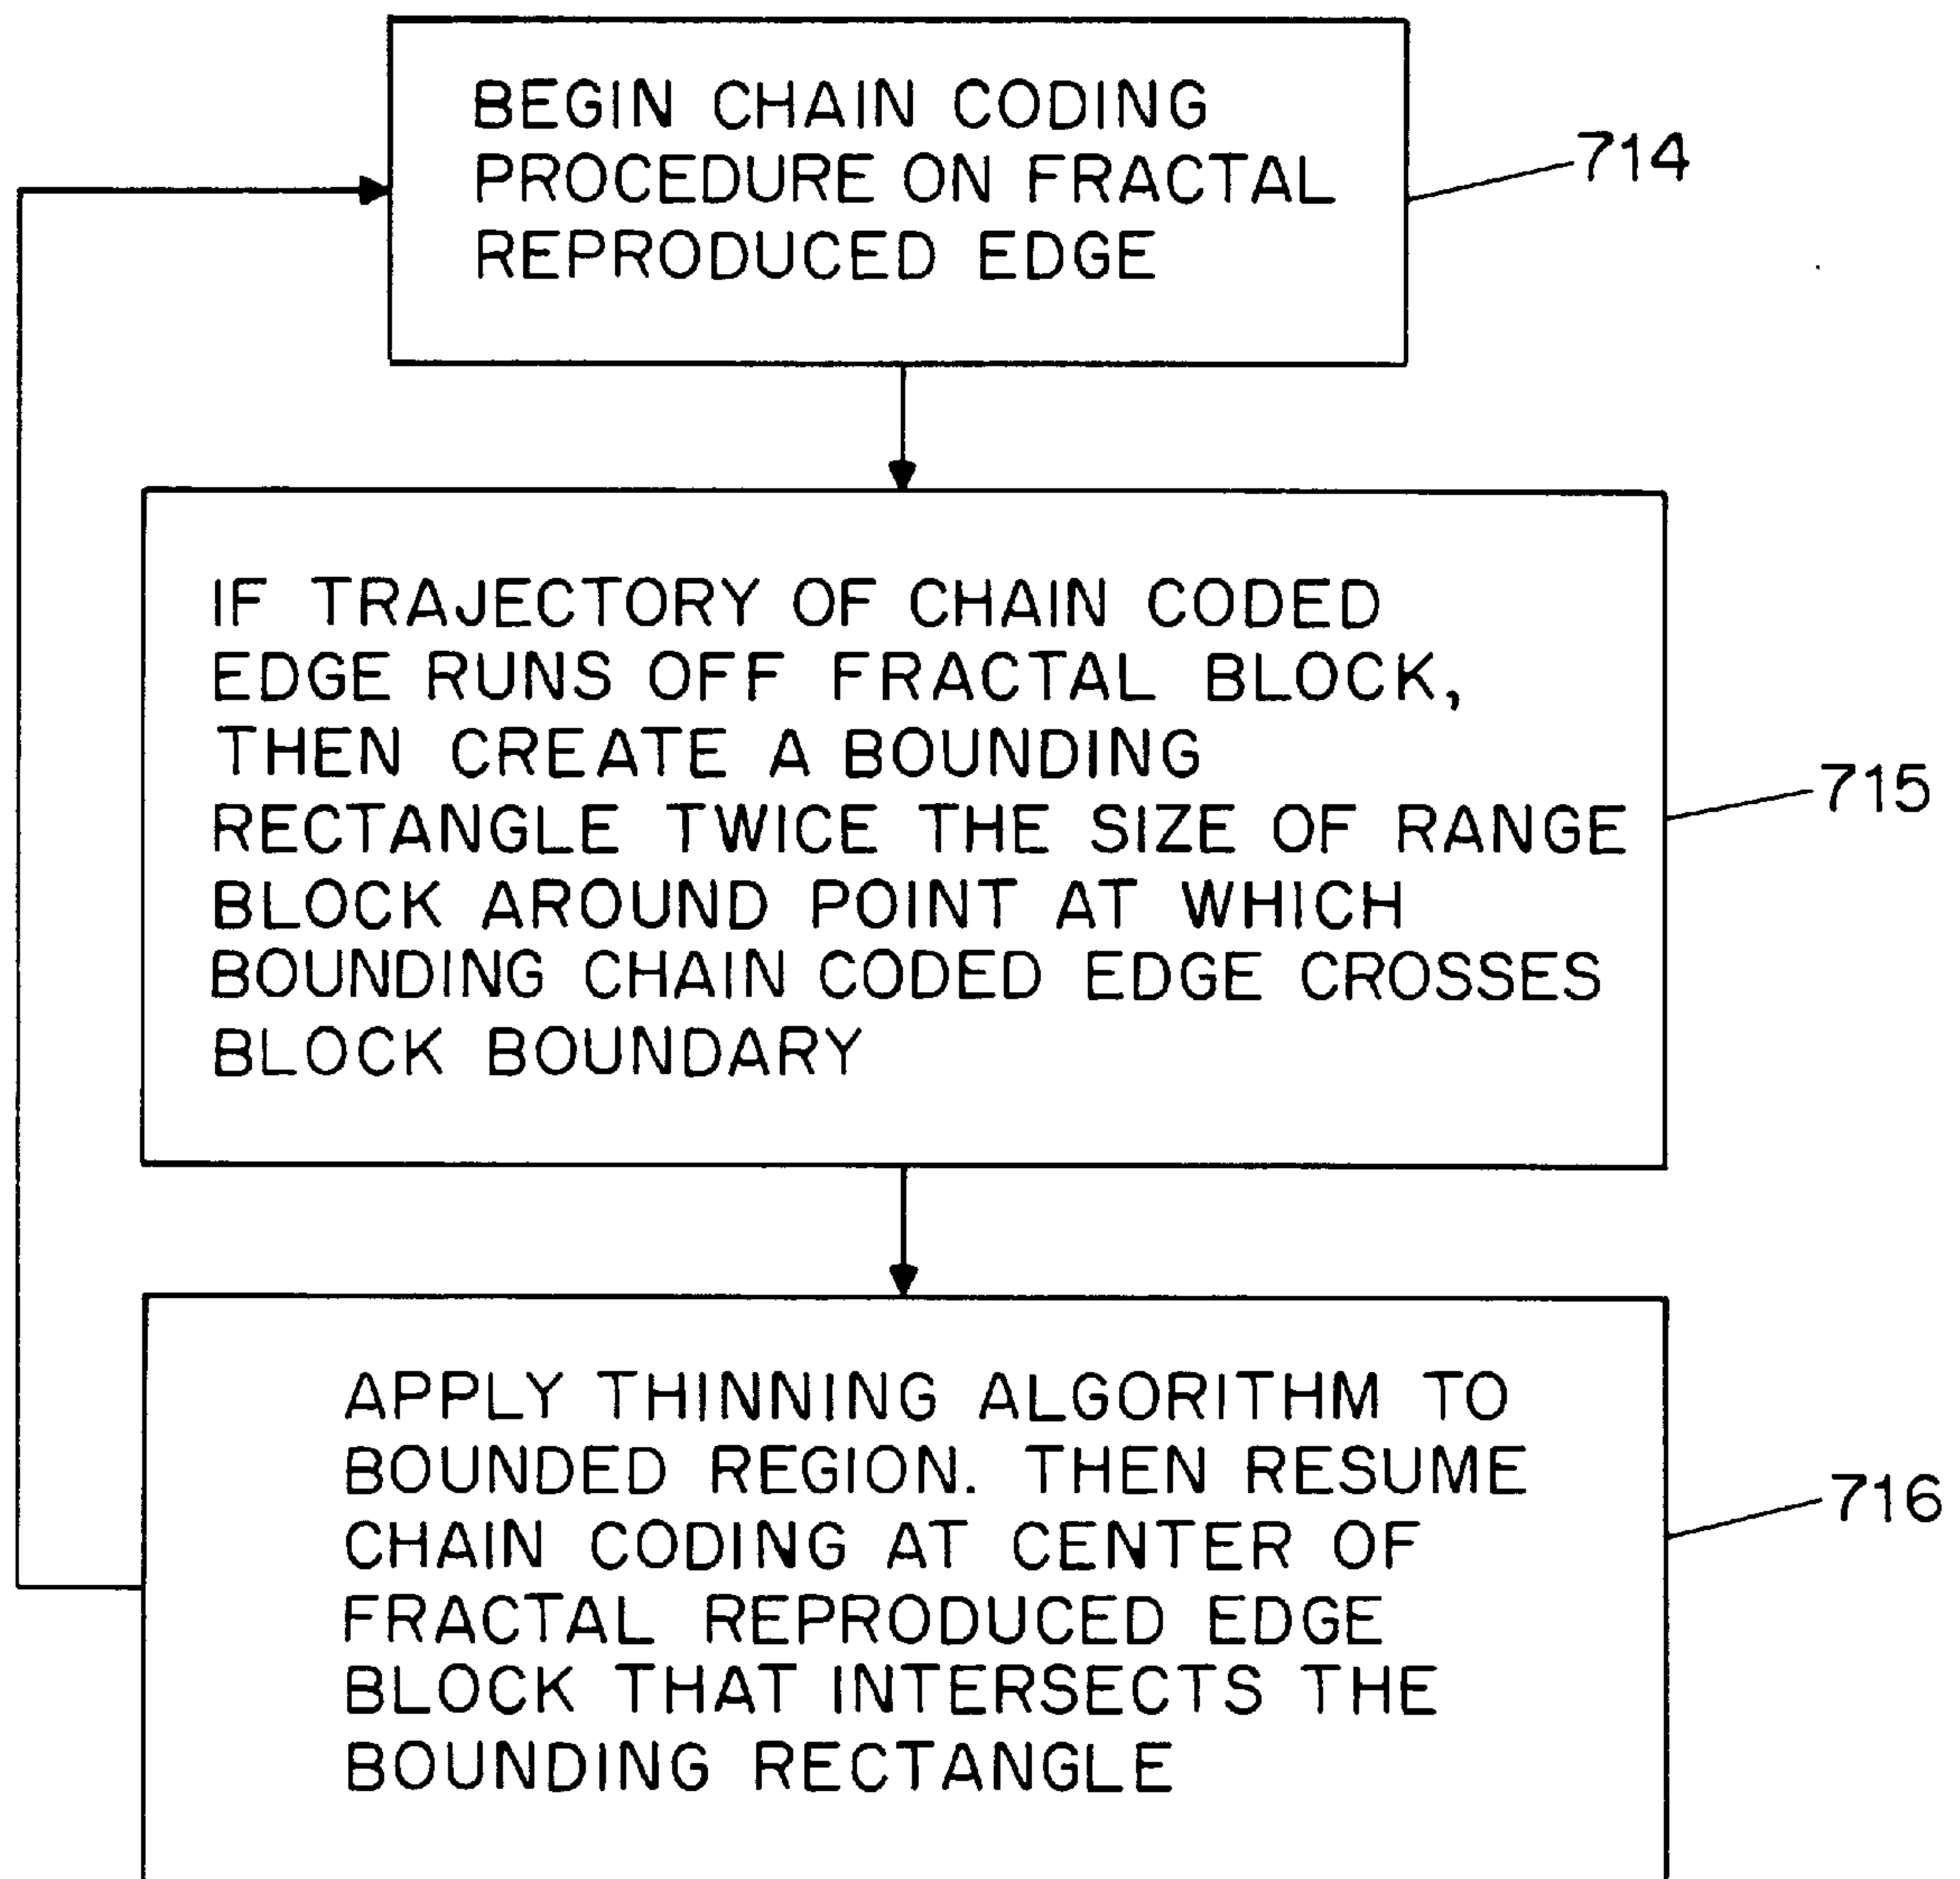 BEGIN CHAIN CODING
PROCEDURE ON FRACTAL
REPRODUCED EDGE
714
IF TRAJECTORY OF CHAIN CODED
EDGE RUNS OFF FRACTAL BLOCK,
THEN CREATE A BOUNDING
RECTANGLE TWICE THE SIZE OF RANGE
BLOCK AROUND POINT AT WHICH
BOUNDING CHAIN CODED EDGE CROSSES
BLOCK BOUNDARY
715
APPLY THINNING ALGORITHM TO
BOUNDED REGION. THEN RESUME
CHAIN CODING AT CENTER OF
FRACTAL REPRODUCED EDGE
BLOCK THAT INTERSECTS THE
BOUNDING RECTANGLE
716